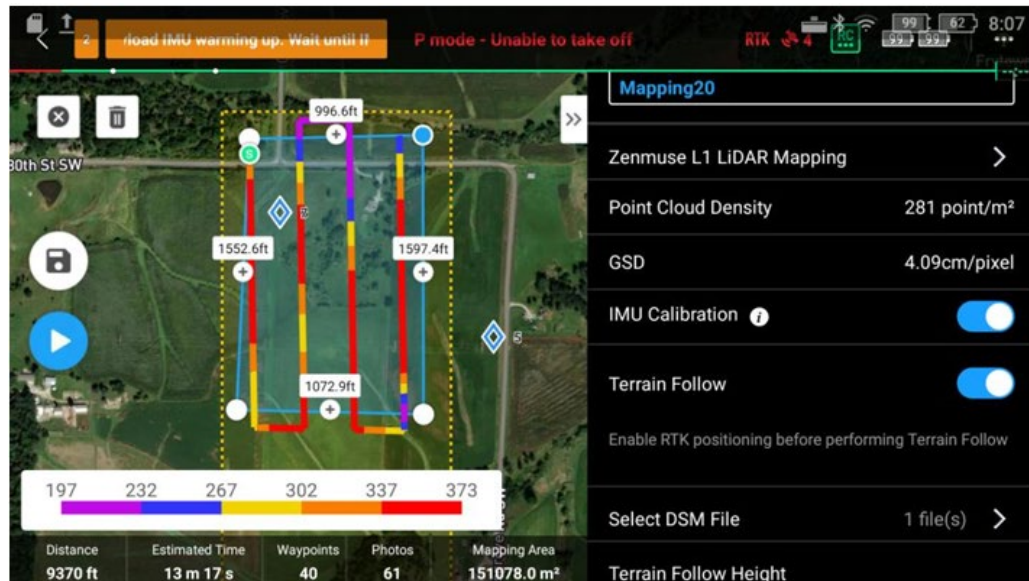 2
load IMU warming up. Wait until I
P mode - Unable to take off
RTK
4
RC
99
62
99
99
8:07
Mapping20
Zenmuse L1 LiDAR Mapping
Point Cloud Density 281 point/m²
GSD 4.09cm/pixel
IMU Calibration i
Terrain Follow
Enable RTK positioning before performing Terrain Follow
Select DSM File 1 file(s)
Terrain Follow Height
996.6ft
S
80th St SW
1552.6ft
1597.4ft
5
1072.9ft
197 232 267 302 337 373
Distance Estimated Time Waypoints Photos Mapping Area
9370 ft 13 m 17 s 40 61 151078.0 m²